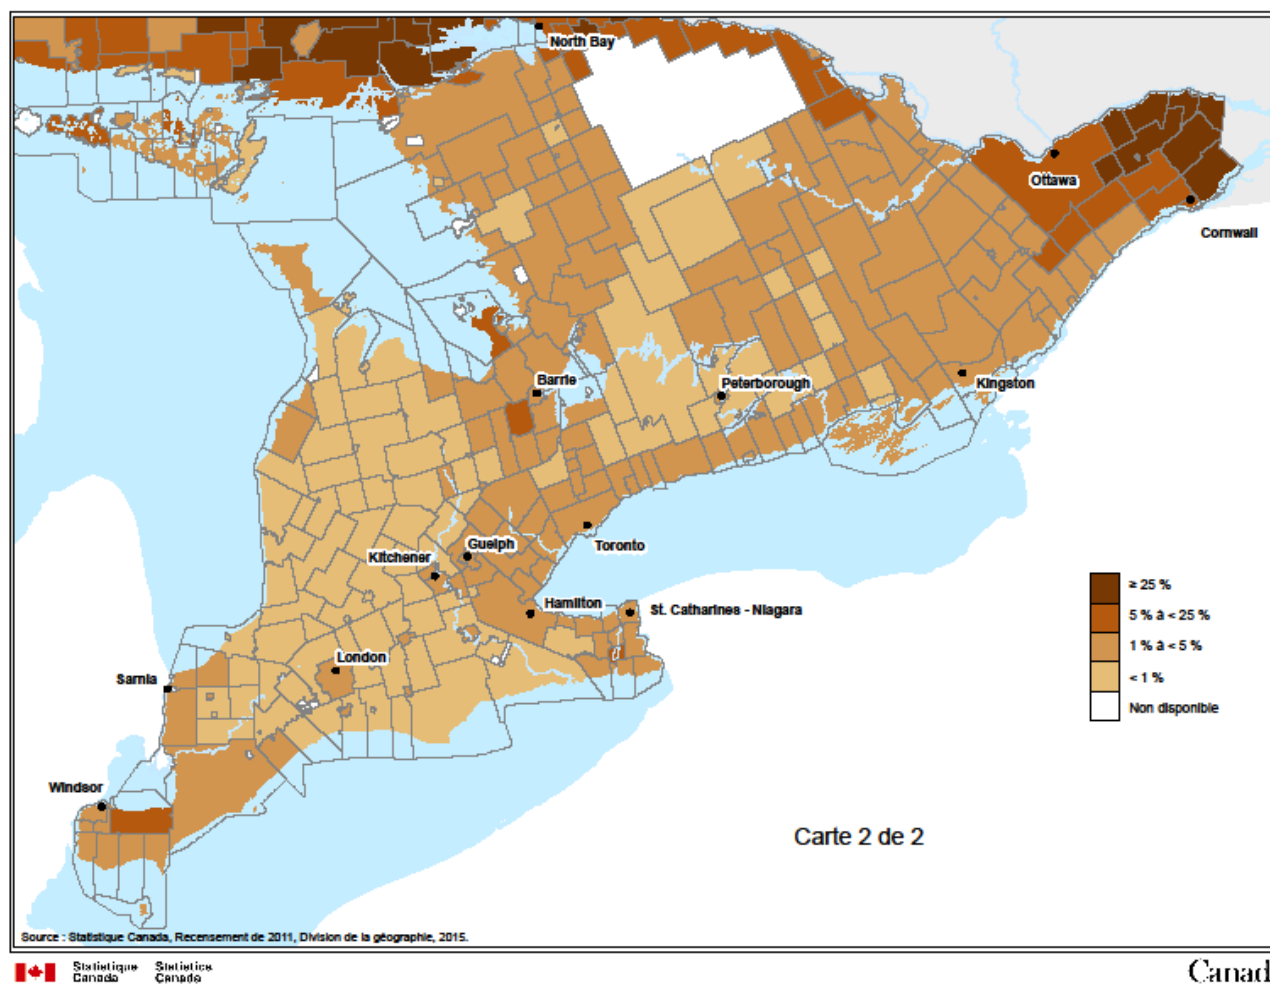 North Bay
Ottawa
Cornwall
Barrie
Peterborough
Kingston
Toronto
Guelph
Kitchener
Hamilton
St. Catharines - Niagara
London
Sarnia
Windsor
≥ 25 %
5 % à < 25 %
1 % à < 5 %
< 1 %
Non disponible
Carte 2 de 2
Source : Statistique Canada, Recensement de 2011, Division de la géographie, 2015.
Statistique Statistics
Canada Canada
Canad